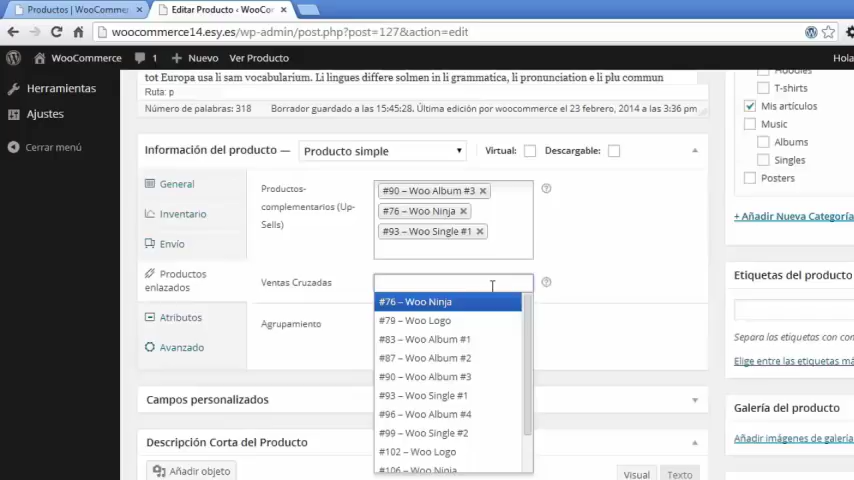 Productos | WooCommerc ×
Editar Producto ‹ WooCo ×
woocommerce14.esy.es/wp-admin/post.php?post=127&action=edit
WooCommerce 1 Nuevo Ver Producto Hola
Herramientas
Ajustes
Cerrar menú
tot Europa usa li sam vocabularium. Li lingues differe solmen in li grammatica, li pronunciation e li plu commun
Ruta: p
Número de palabras: 318 Borrador guardado a las 15:45:28. Última edición por woocommerce el 23 febrero, 2014 a las 3:36 pm
Hoodies
T-shirts
Mis artículos
Music
Albums
Singles
Posters
+ Añadir Nueva Categoría
Información del producto — Producto simple Virtual: Descargable:
General
Inventario
Envío
Productos enlazados
Atributos
Avanzado
Productos-
complementarios (Up-
Sells)
#90 – Woo Album #3 ×
#76 – Woo Ninja ×
#93 – Woo Single #1 ×
Ventas Cruzadas
Agrupamiento
#76 – Woo Ninja
#79 – Woo Logo
#83 – Woo Album #1
#87 – Woo Album #2
#90 – Woo Album #3
#93 – Woo Single #1
#96 – Woo Album #4
#99 – Woo Single #2
#102 – Woo Logo
#106 – Woo Ninja
Etiquetas del producto
Separa las etiquetas con
Elige entre las etiquetas má
Campos personalizados
Galería del producto
Añadir imágenes de galería
Descripción Corta del Producto
Añadir objeto
Visual Texto